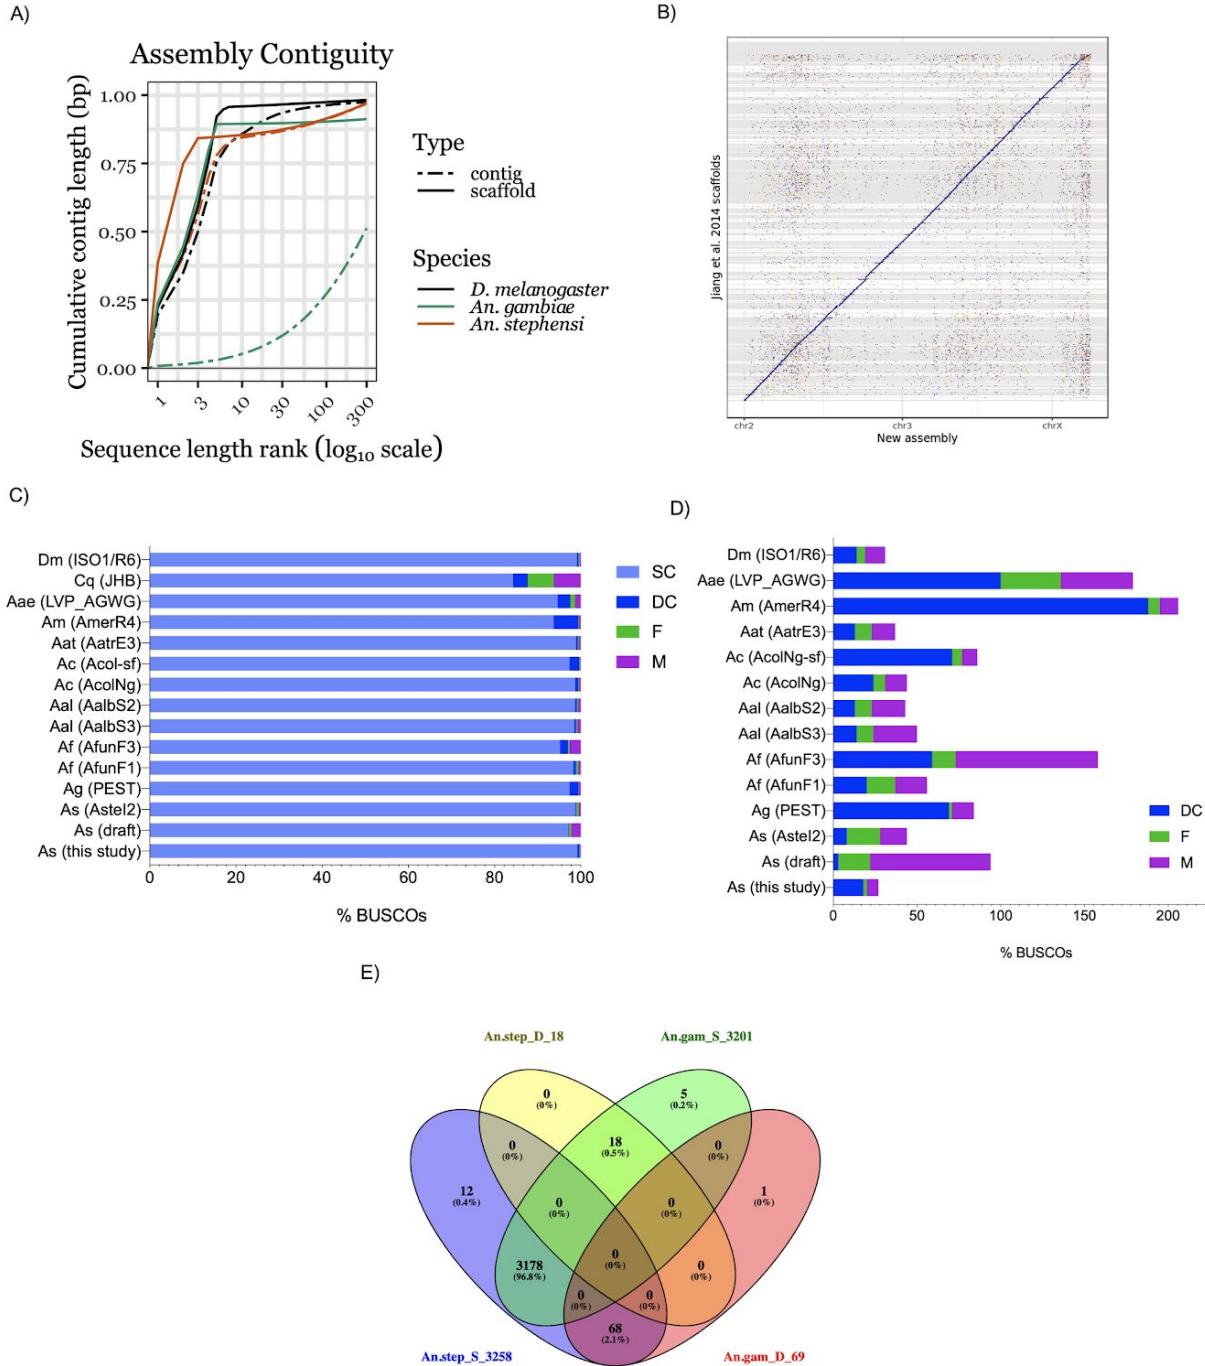 A)
Assembly Contiguity
Cumulative contig length (bp)
1.00
0.75
0.50
0.25
0.00
1
3
10
30
100
300
Sequence length rank (log10 scale)
Type
contig
scaffold
Species
D. melanogaster
An. gambiae
An. stephensi
B)
Jiang et al. 2014 scaffolds
chr2
chr3
chrX
New assembly
C)
Dm (ISO1/R6)
Cq (JHB)
Aae (LVP_AGWG)
Am (AmerR4)
Aat (AatrE3)
Ac (Acol-sf)
Ac (AcolNg)
Aal (AalbS2)
Aal (AalbS3)
Af (AfunF3)
Af (AfunF1)
Ag (PEST)
As (Astel2)
As (draft)
As (this study)
0
20
40
60
80
100
% BUSCOs
SC
DC
F
M
D)
Dm (ISO1/R6)
Aae (LVP_AGWG)
Am (AmerR4)
Aat (AatrE3)
Ac (AcolNg-sf)
Ac (AcolNg)
Aal (AalbS2)
Aal (AalbS3)
Af (AfunF3)
Af (AfunF1)
Ag (PEST)
As (Astel2)
As (draft)
As (this study)
0
50
100
150
200
% BUSCOs
DC
F
M
E)
An.step_D_18
An.gam_S_3201
0
(0%)
5
(0.2%)
0
(0%)
18
(0.5%)
0
(0%)
12
(0.4%)
0
(0%)
0
(0%)
1
(0%)
3178
(96.8%)
0
(0%)
0
(0%)
0
(0%)
0
(0%)
68
(2.1%)
An.step_S_3258
An.gam_D_69